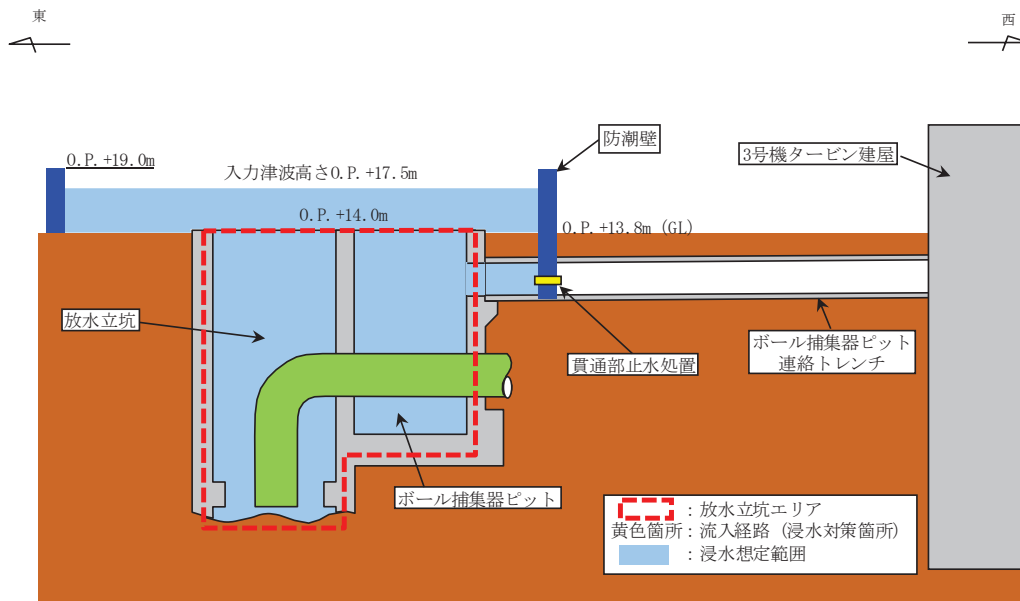 東
西
防潮壁
3号機タービン建屋
O.P.+19.0m
入力津波高さO.P.+17.5m
O.P.+14.0m
O.P.+13.8m (GL)
放水立坑
貫通部止水処置
ボール捕集器ピット
連絡トレンチ
ボール捕集器ピット
：放水立坑エリア
黄色箇所：流入経路（浸水対策箇所）
：浸水想定範囲